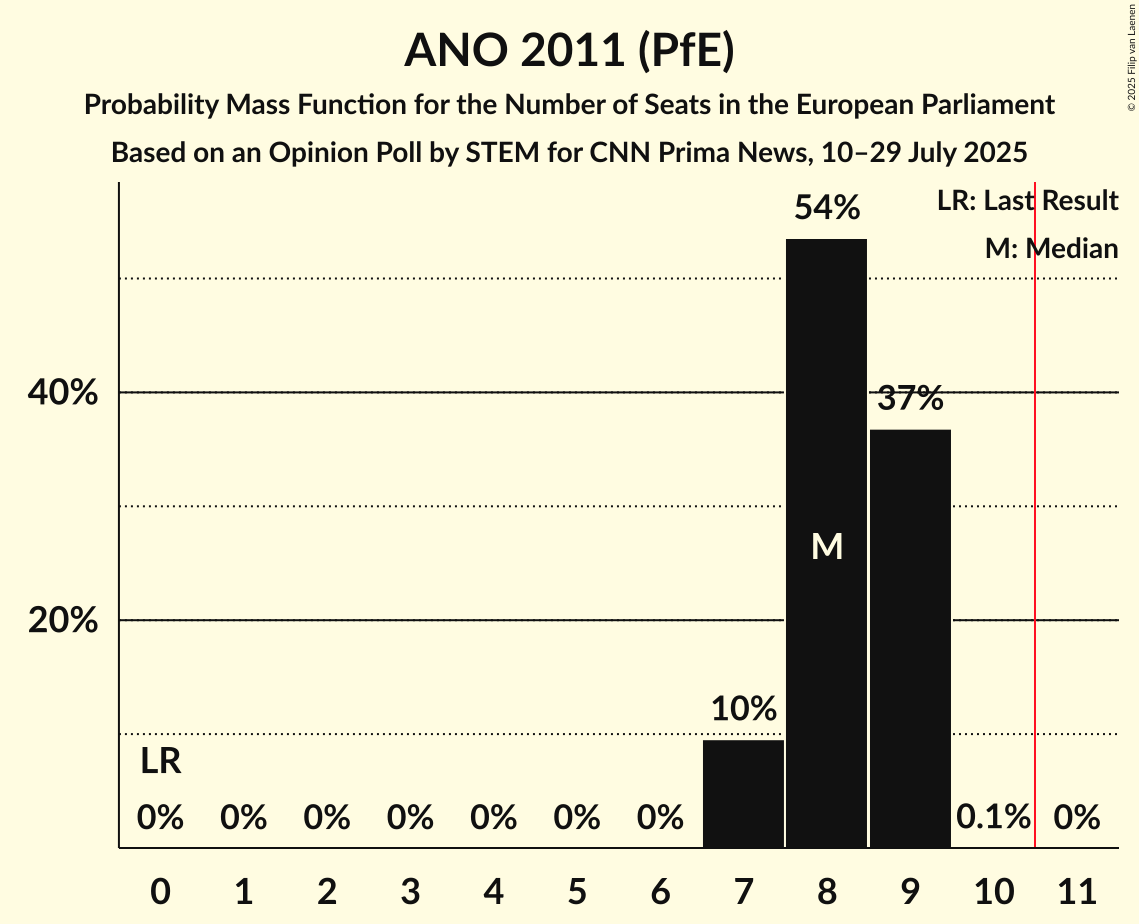 ANO 2011 (PfE)
Probability Mass Function for the Number of Seats in the European Parliament
Based on an Opinion Poll by STEM for CNN Prima News, 10–29 July 2025
© 2025 Filip van Laenen
LR: Last Result
M: Median
54%
40%
37%
M
20%
10%
LR
0% 0% 0% 0% 0% 0% 0% 0.1% 0%
0 1 2 3 4 5 6 7 8 9 10 11